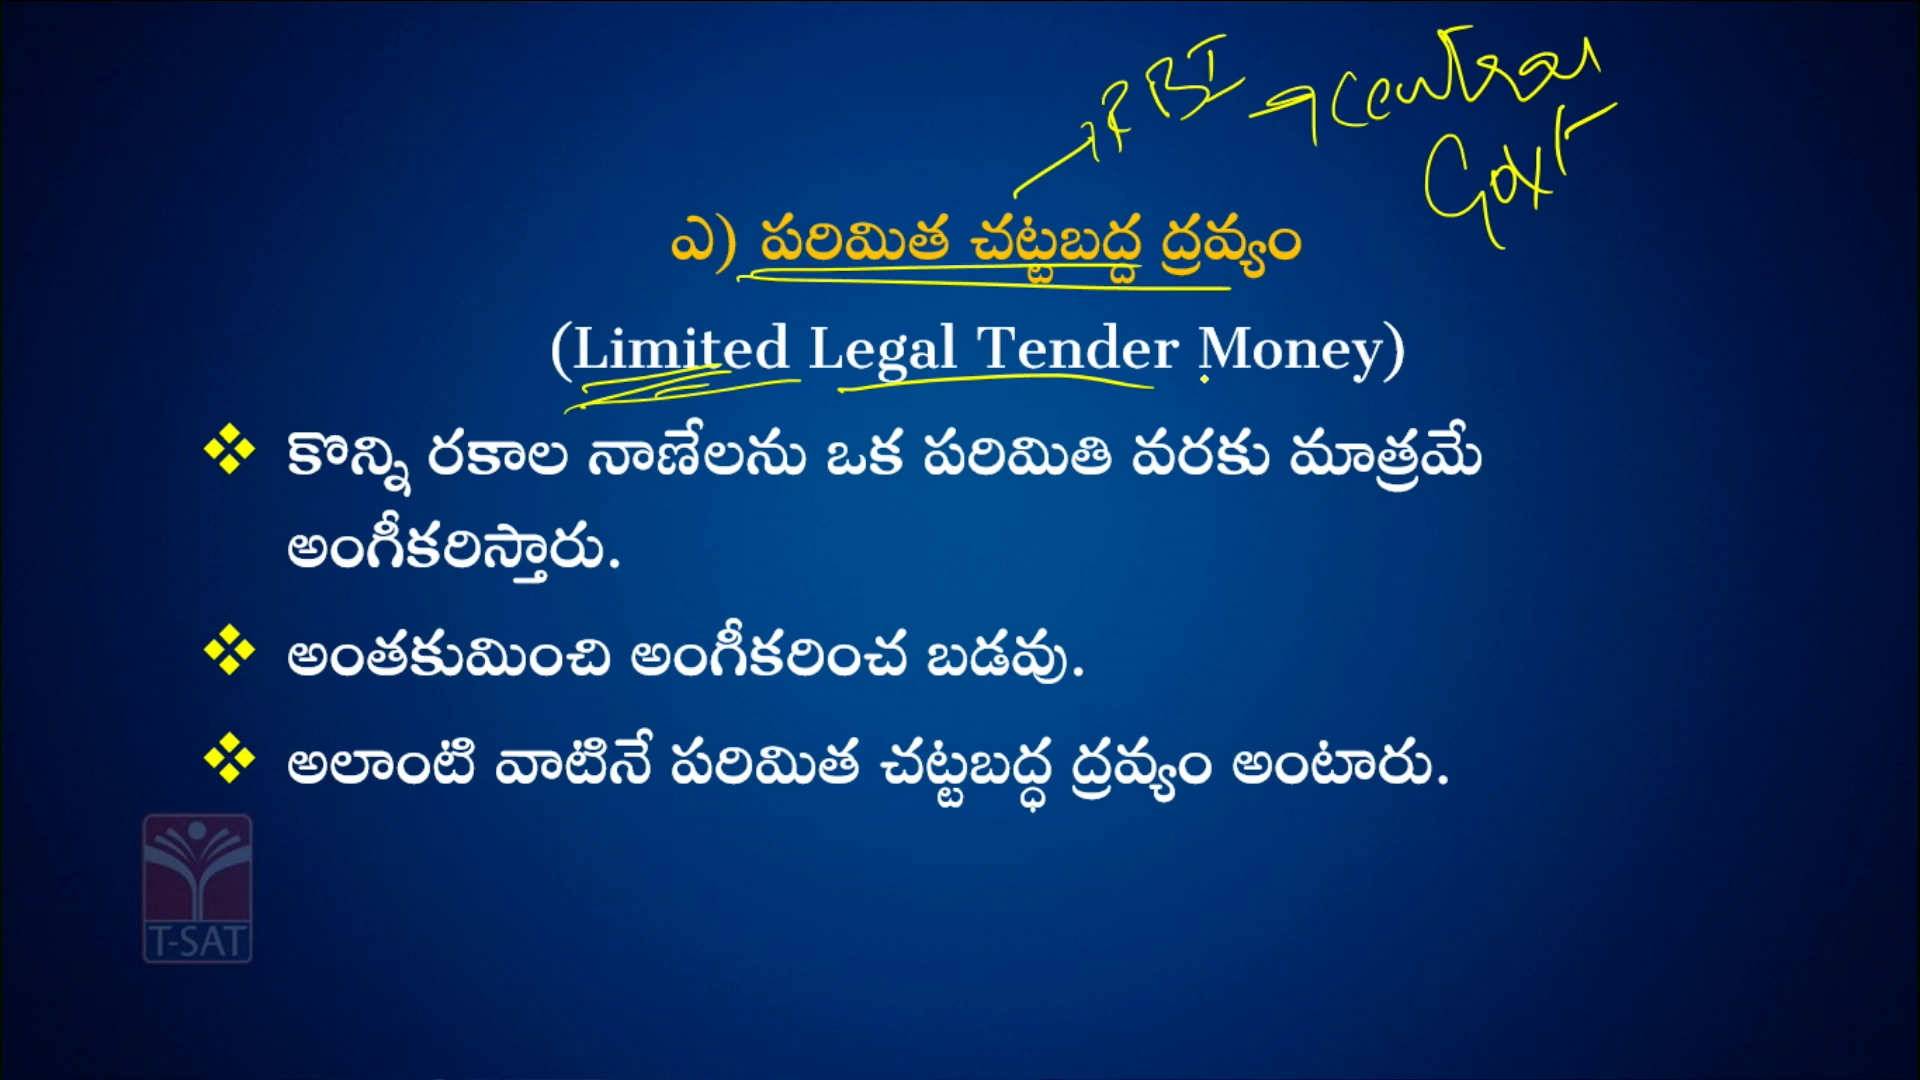 RBI → Central
Govt
ఎ) పరిమిత చట్టబద్ద ద్రవ్యం
(Limited Legal Tender Money)
❖ కొన్ని రకాల నాణేలను ఒక పరిమితి వరకు మాత్రమే
అంగీకరిస్తారు.
❖ అంతకుమించి అంగీకరించ బడవు.
❖ అలాంటి వాటినే పరిమిత చట్టబద్ధ ద్రవ్యం అంటారు.
T-SAT